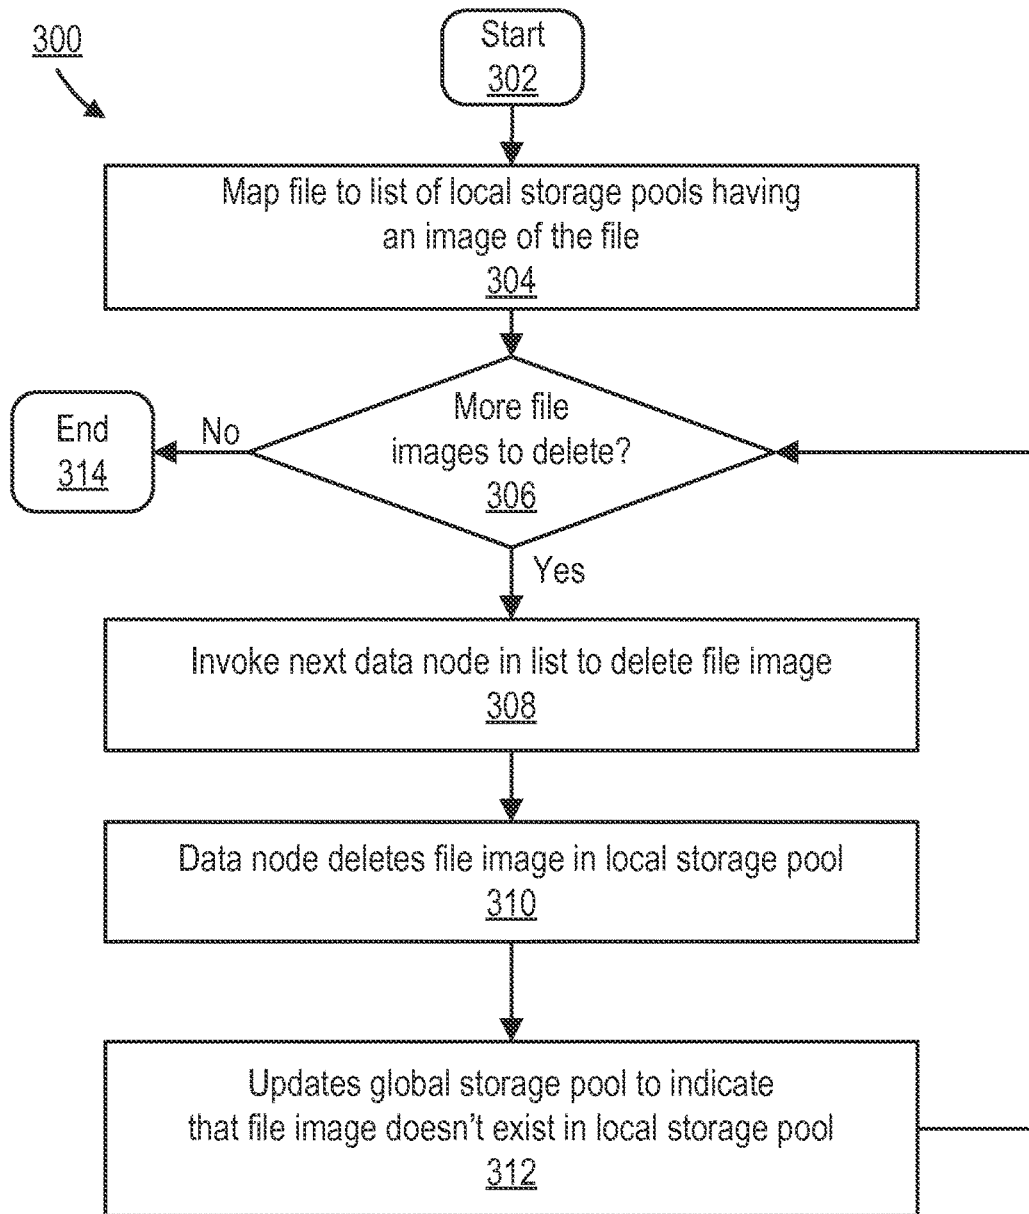 300
Start
302
Map file to list of local storage pools having
an image of the file
304
More file
images to delete?
306
No
End
314
Yes
Invoke next data node in list to delete file image
308
Data node deletes file image in local storage pool
310
Updates global storage pool to indicate
that file image doesn't exist in local storage pool
312